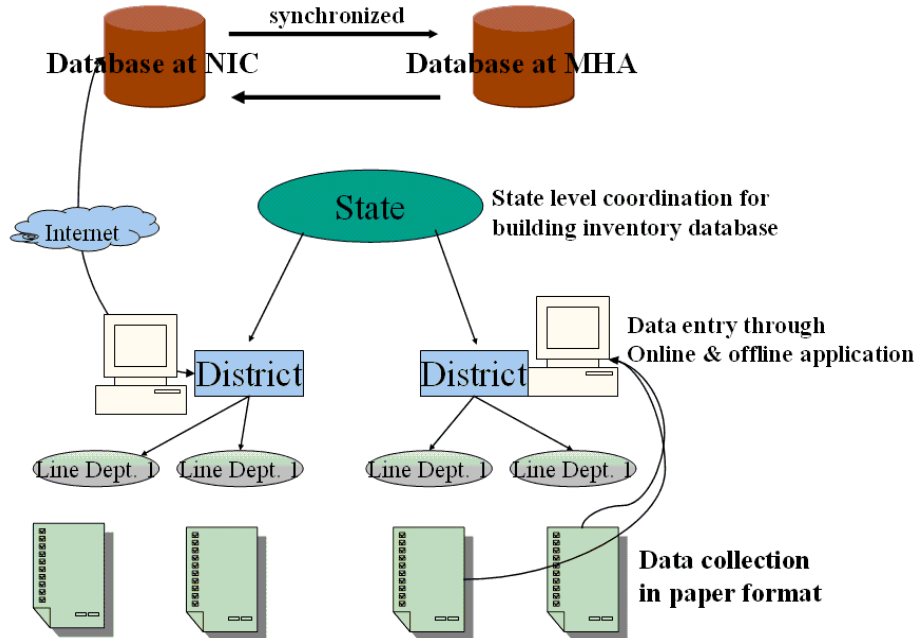 synchronized
Database at NIC
Database at MHA
State
State level coordination for
building inventory database
Internet
Data entry through
Online & offline application
District
District
Line Dept. 1
Line Dept. 1
Line Dept. 1
Line Dept. 1
Data collection
in paper format